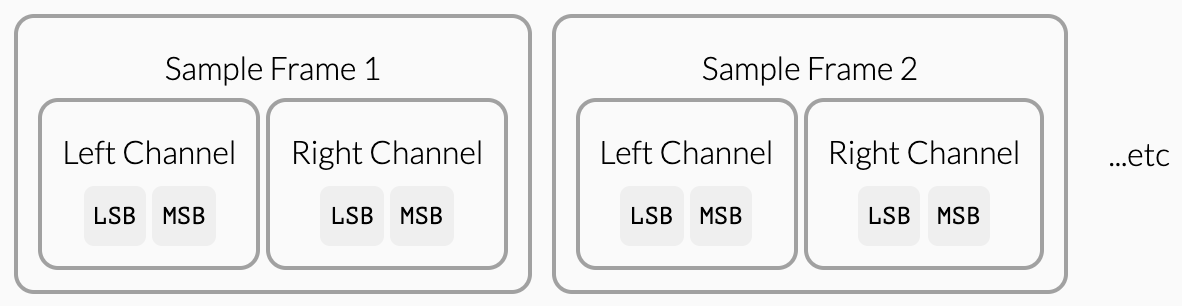 Sample Frame 1
Left Channel
LSB MSB
Right Channel
LSB MSB
Sample Frame 2
Left Channel
LSB MSB
Right Channel
LSB MSB
...etc